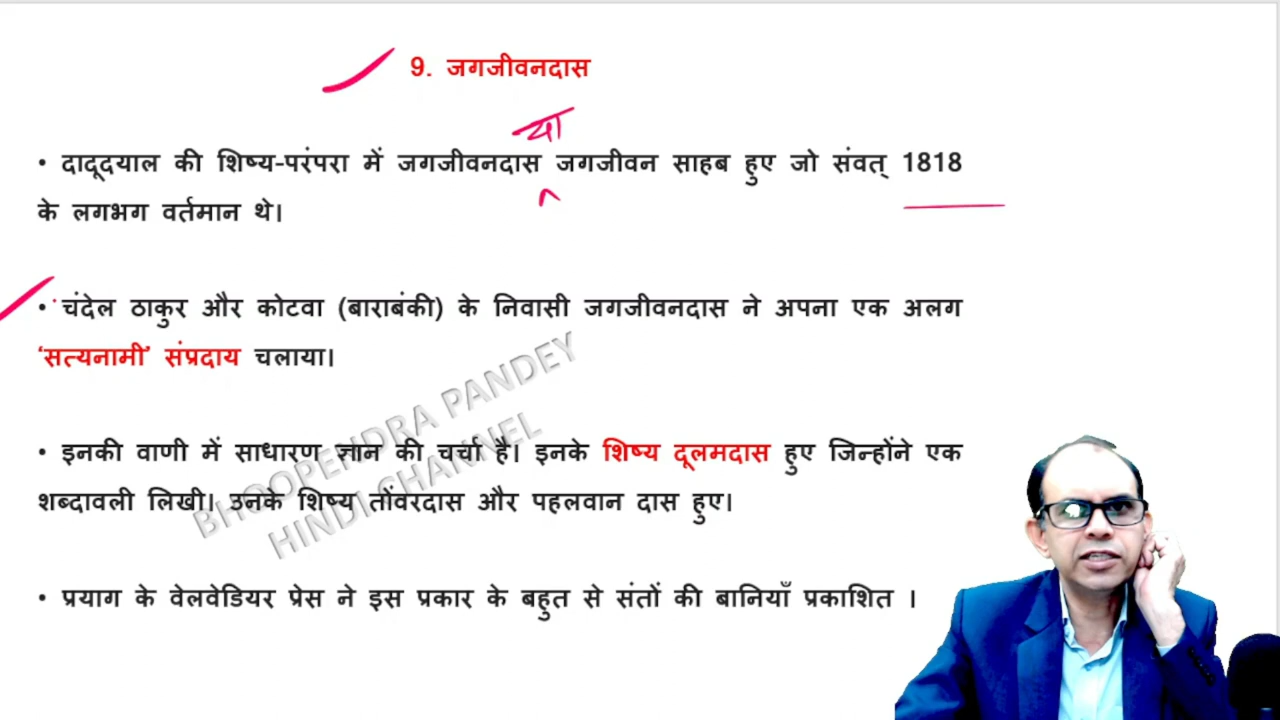 9. जगजीवनदास
या
• दादूदयाल की शिष्य-परंपरा में जगजीवनदास जगजीवन साहब हुए जो संवत् 1818
के लगभग वर्तमान थे।
• चंदेल ठाकुर और कोटवा (बाराबंकी) के निवासी जगजीवनदास ने अपना एक अलग
‘सत्यनामी’ संप्रदाय चलाया।
• इनकी वाणी में साधारण ज्ञान की चर्चा है। इनके शिष्य दूलमदास हुए जिन्होंने एक
शब्दावली लिखी। उनके शिष्य तोंवरदास और पहलवान दास हुए।
• प्रयाग के वेलवेडियर प्रेस ने इस प्रकार के बहुत से संतों की बानियाँ प्रकाशित ।
BHOOPENDRA PANDEY
HINDI CHANNEL